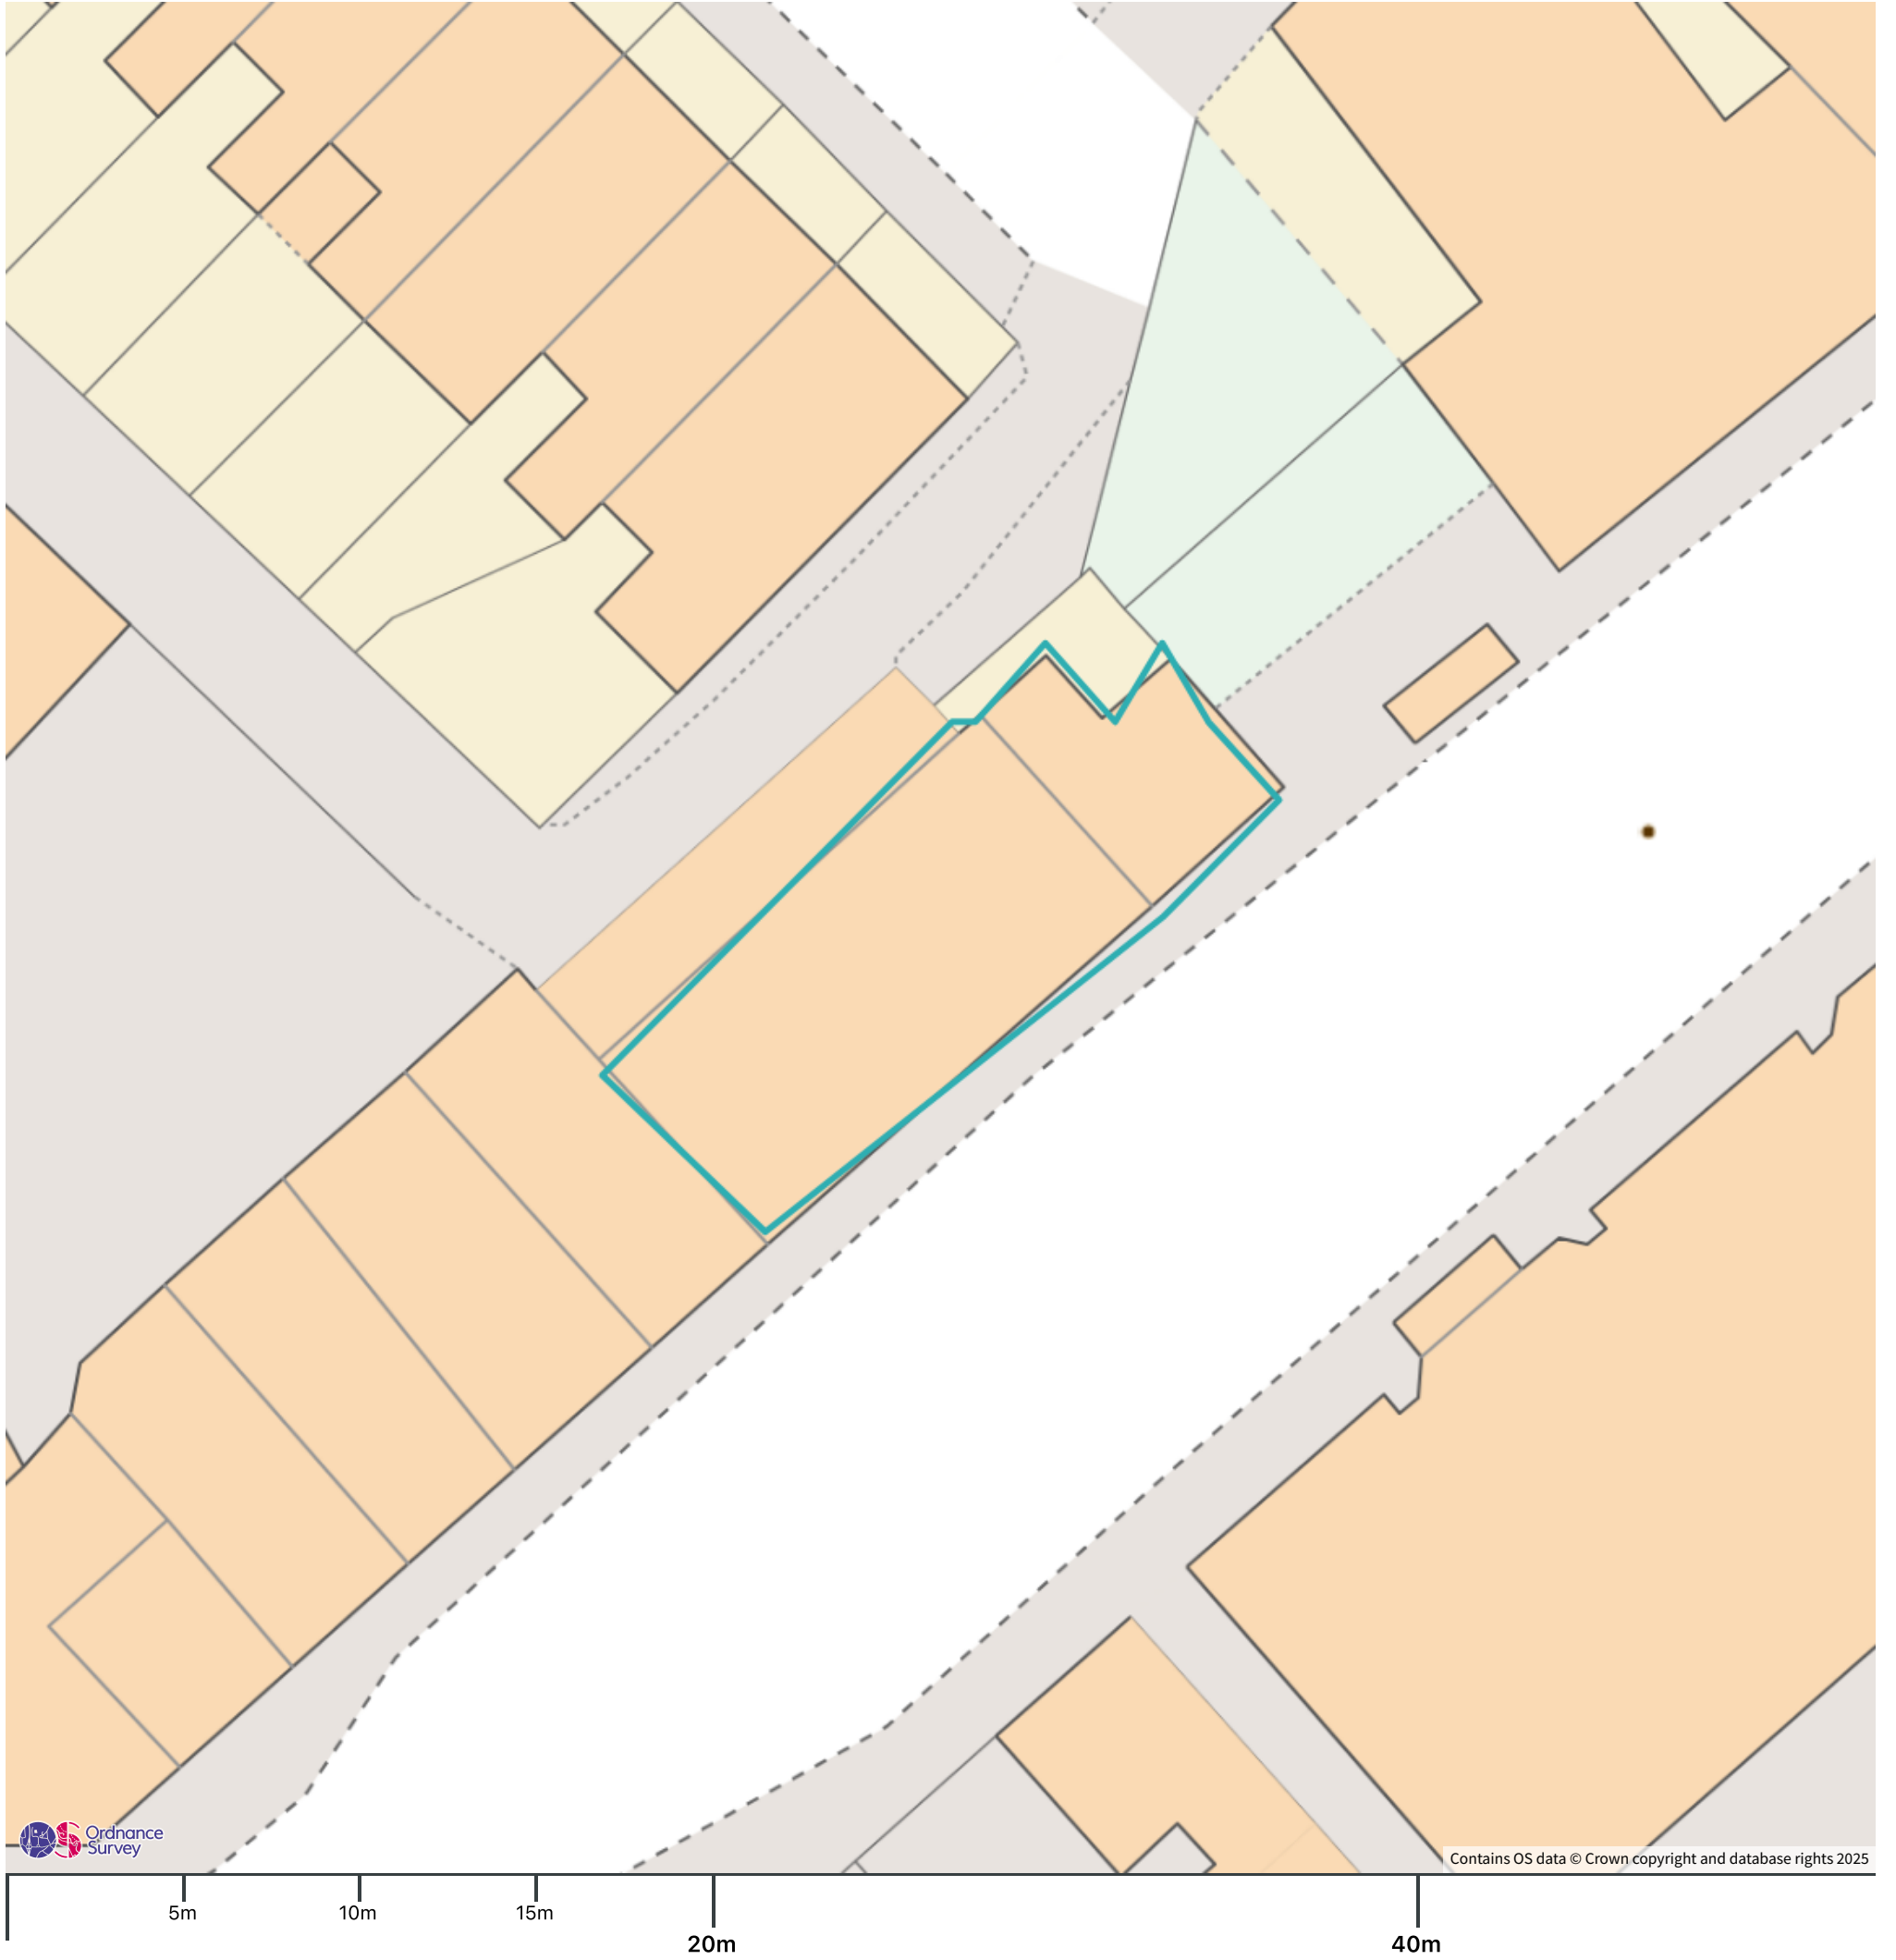 Ordnance
Survey
Contains OS data © Crown copyright and database rights 2025
5m
10m
15m
20m
40m